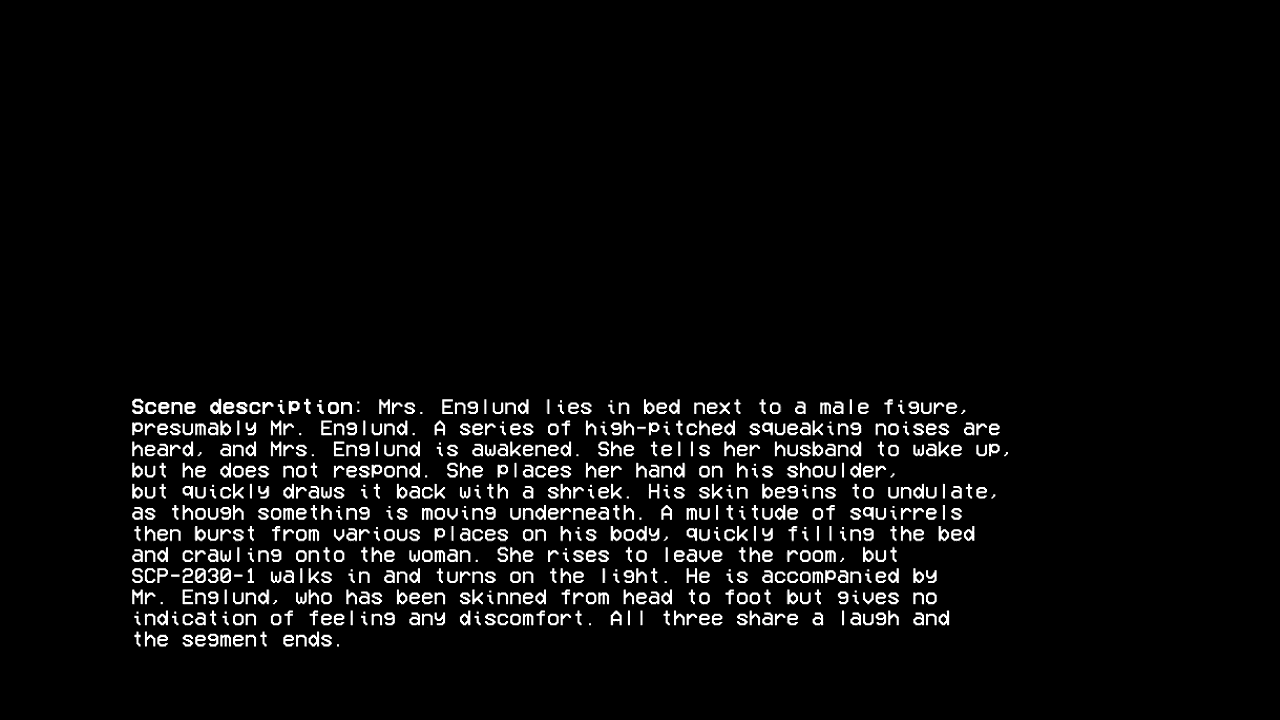 Scene description: Mrs. Englund lies in bed next to a male figure,
presumably Mr. Englund. A series of high-pitched squeaking noises are
heard, and Mrs. Englund is awakened. She tells her husband to wake up,
but he does not respond. She places her hand on his shoulder,
but quickly draws it back with a shriek. His skin begins to undulate,
as though something is moving underneath. A multitude of squirrels
then burst from various places on his body, quickly filling the bed
and crawling onto the woman. She rises to leave the room, but
SCP-2030-1 walks in and turns on the light. He is accompanied by
Mr. Englund, who has been skinned from head to foot but gives no
indication of feeling any discomfort. All three share a laugh and
the segment ends.